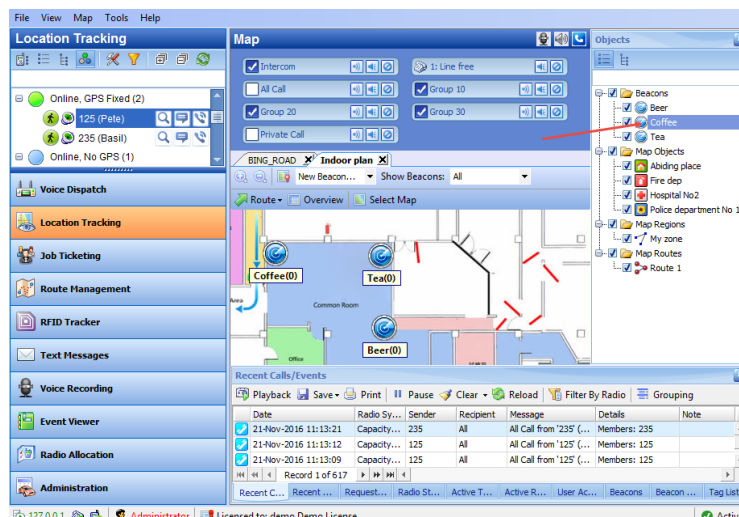 File View Map Tools Help
Location Tracking
Online, GPS Fixed (2)
125 (Pete)
235 (Basil)
Online, No GPS (1)
Voice Dispatch
Location Tracking
Job Ticketing
Route Management
RFID Tracker
Text Messages
Voice Recording
Event Viewer
Radio Allocation
Administration
Map
Intercom
1: Line free
All Call
Group 10
Group 20
Group 30
Private Call
BING_ROAD X Indoor plan X
New Beacon... Show Beacons: All
Route Overview Select Map
Coffee(0)
Tea(0)
Area
Common Room
Beer(0)
Office
Objects
Beacons
Beer
Coffee
Tea
Map Objects
Abiding place
Fire dep
Hospital No2
Police department No 1
Map Regions
My zone
Map Routes
Route 1
Recent Calls/Events
Playback Save Print Pause Clear Reload Filter By Radio Grouping
Date Radio Sy... Sender Recipient Message Details Note
21-Nov-2016 11:13:21 Capacity... 235 All All Call from '235' (... Members: 235
21-Nov-2016 11:13:12 Capacity... 125 All All Call from '125' (... Members: 125
21-Nov-2016 11:13:09 Capacity... 125 All All Call from '125' (... Members: 125
Record 1 of 617
Recent C... Recent ... Request... Radio St... Active T... Active R... User Ac... Beacons Beacon ... Tag List
127.0.0.1 Administrator Licensed to: demo Demo License Activ